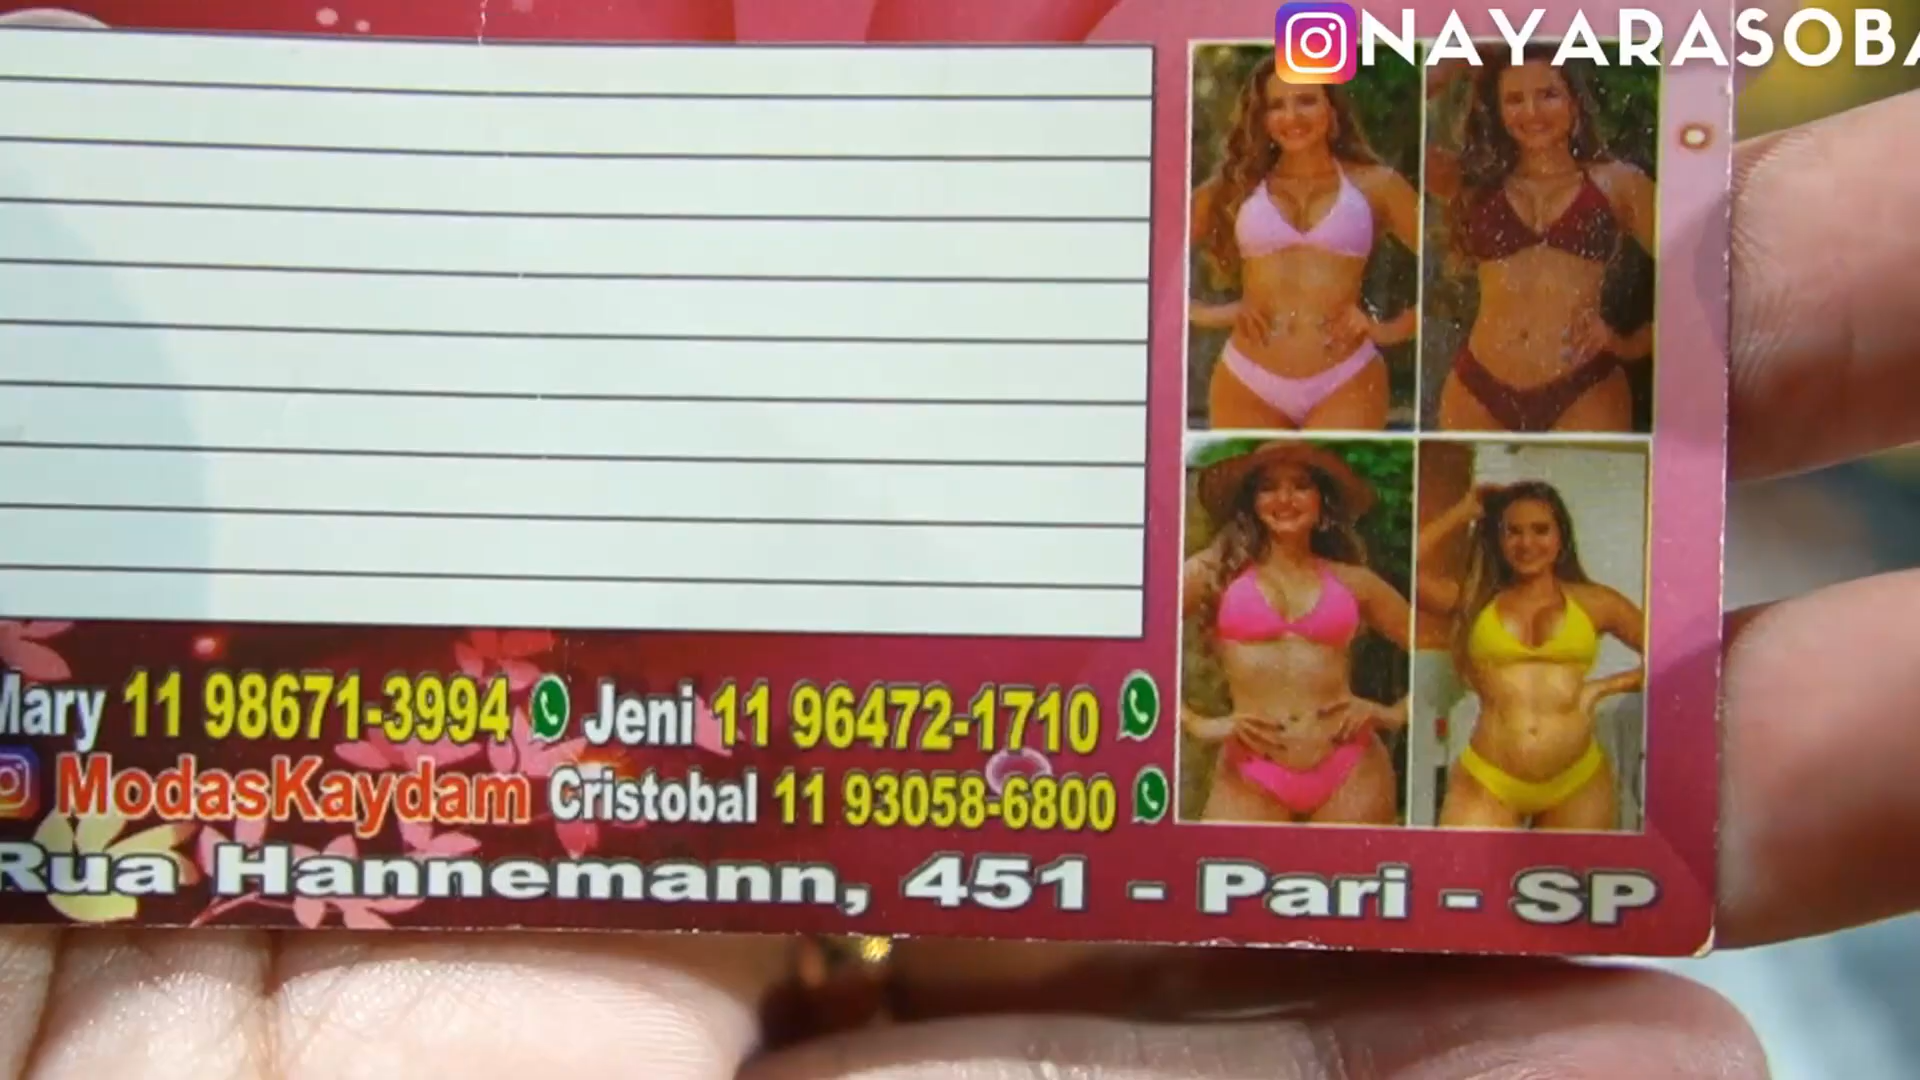 NAYARASOBA
Mary 11 98671-3994 Jeni 11 96472-1710
ModasKaydam Cristobal 11 93058-6800
Rua Hannemann, 451 - Pari - SP